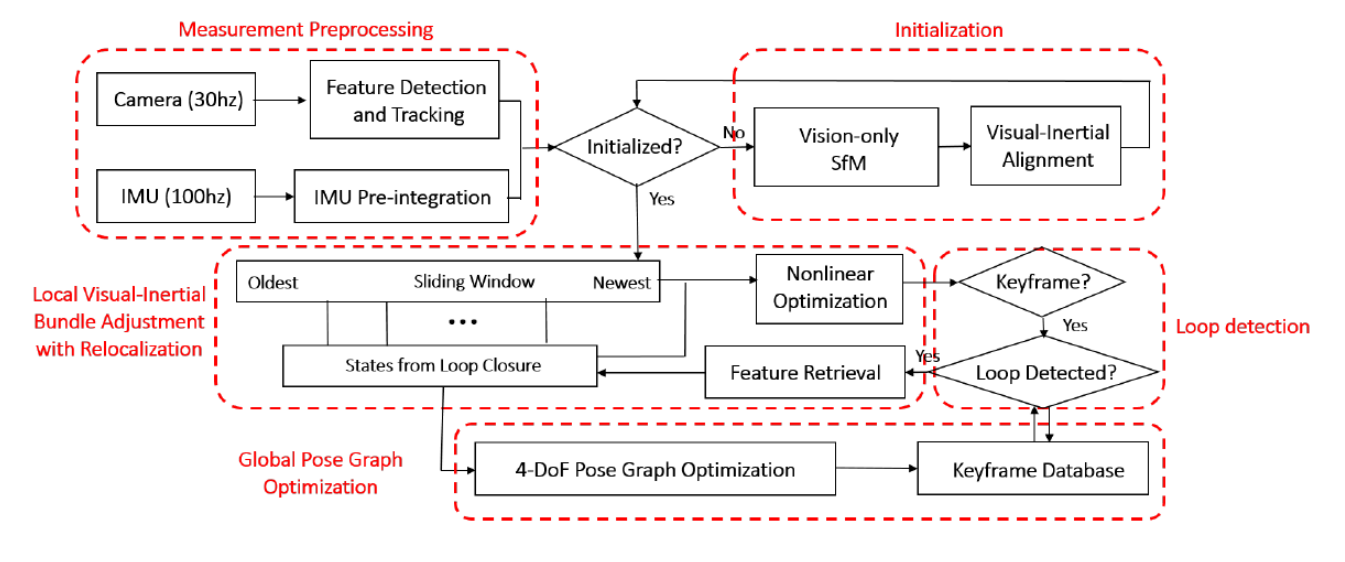 Measurement Preprocessing
Initialization
Camera (30hz)
Feature Detection
and Tracking
IMU (100hz)
IMU Pre-integration
Initialized?
No
Yes
Vision-only
SfM
Visual-Inertial
Alignment
Local Visual-Inertial
Bundle Adjustment
with Relocalization
Oldest
Sliding Window
Newest
...
States from Loop Closure
Nonlinear
Optimization
Feature Retrieval
Keyframe?
Yes
Loop Detected?
Yes
Loop detection
Global Pose Graph
Optimization
4-DoF Pose Graph Optimization
Keyframe Database